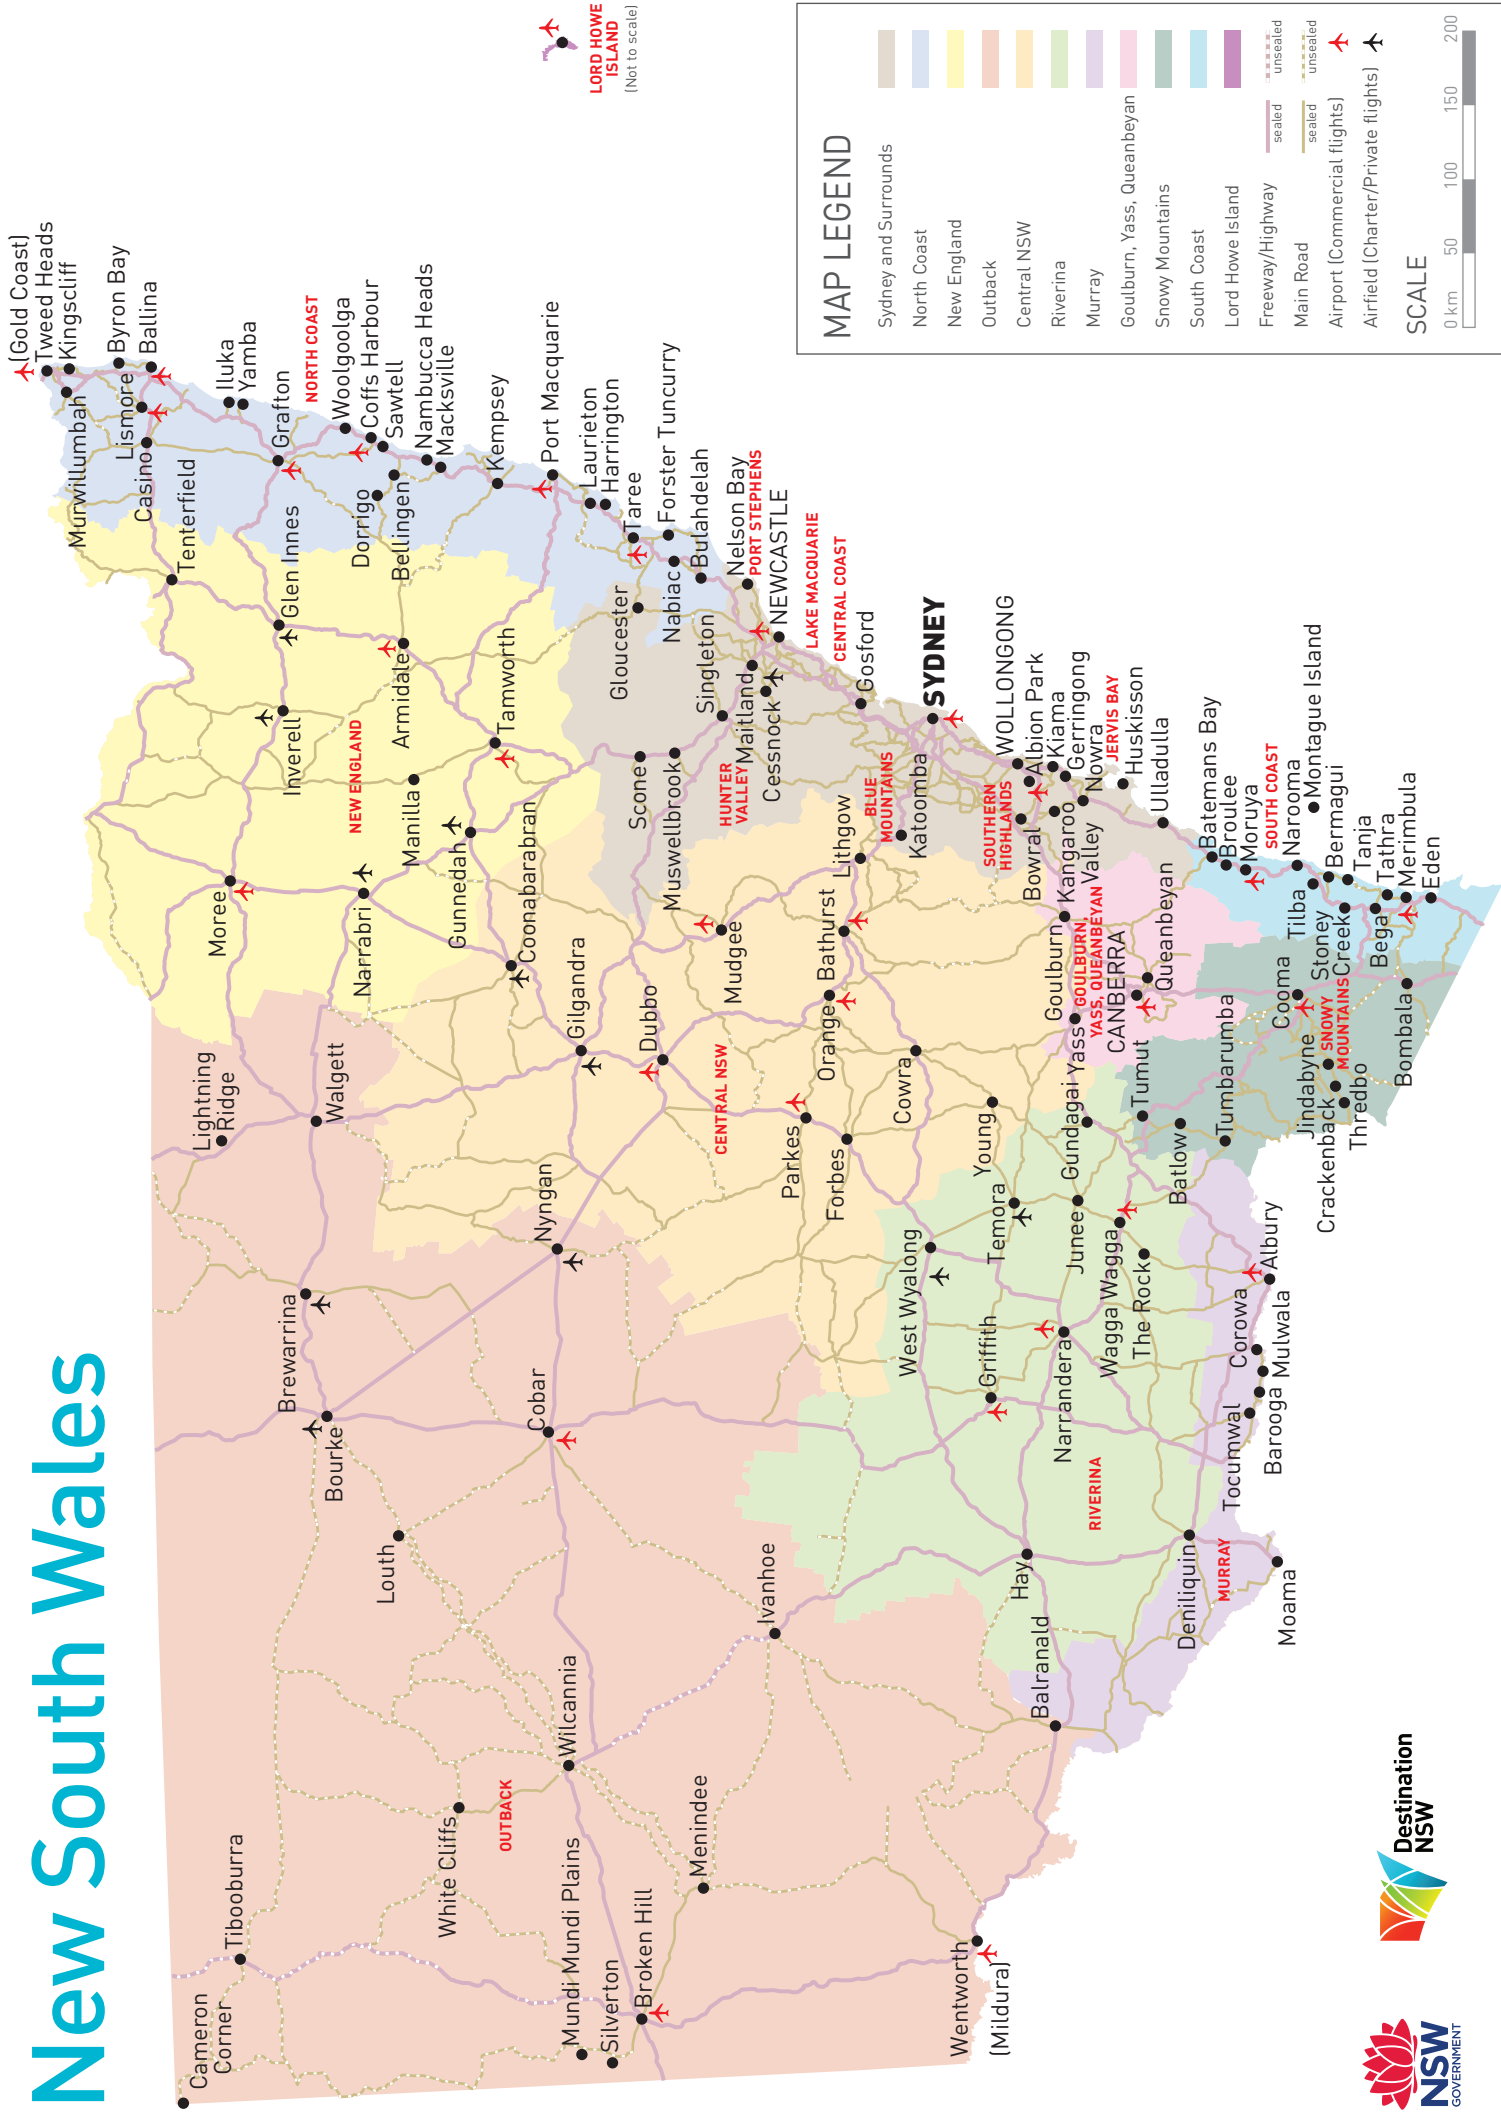 New South Wales
(Gold Coast)
Tweed Heads
Kingscliff
Murwillumbah
Byron Bay
Ballina
Lismore
Casino
Tenterfield
Iluka
Yamba
Grafton
NORTH COAST
Woolgoolga
Coffs Harbour
Sawtell
Dorrigo
Bellingen
Nambucca Heads
Macksville
Kempsey
Port Macquarie
Laurieton
Harrington
Taree
Forster Tuncurry
Nabiac
Bulahdelah
Gloucester
LORD HOWE
ISLAND
(Not to scale)
Cameron
Corner
Tibooburra
Lightning
Ridge
Walgett
Brewarrina
Bourke
Louth
Moree
Narrabri
Inverell
Glen Innes
NEW ENGLAND
Armidale
Manilla
Tamworth
Gunnedah
Coonabarabran
White Cliffs
OUTBACK
Wilcannia
Cobar
Nyngan
Gilgandra
Dubbo
CENTRAL NSW
Mundi Mundi Plains
Silverton
Broken Hill
Menindee
Ivanhoe
Scone
Muswellbrook
Singleton
HUNTER
VALLEY
Maitland
Cessnock
Nelson Bay
PORT STEPHENS
NEWCASTLE
LAKE MACQUARIE
CENTRAL COAST
Gosford
Mudgee
Bathurst
Lithgow
BLUE
MOUNTAINS
Katoomba
SYDNEY
Parkes
Forbes
Orange
Cowra
Young
West Wyalong
Temora
Griffith
Narrandera
Junee
Gundagai
Wagga Wagga
The Rock
RIVERINA
Hay
Balranald
Wentworth
(Mildura)
Deniliquin
MURRAY
Moama
Tocumwal
Barooga
Mulwala
Corowa
Albury
WOLLONGONG
Albion Park
Kiama
Gerringong
Nowra
JERVIS BAY
Huskisson
Ulladulla
SOUTHERN
HIGHLANDS
Bowral
Kangaroo
Valley
Goulburn
GOULBURN,
YASS, QUEANBEYAN
Yass
CANBERRA
Queanbeyan
Tumut
Batlow
Tumbarumba
Cooma
SNOWY
MOUNTAINS
Jindabyne
Crackenback
Thredbo
Bombala
Batemans Bay
Broulee
Moruya
SOUTH COAST
Narooma
Montague Island
Tilba
Bermagui
Stoney
Creek
Tanja
Tathra
Bega
Merimbula
Eden
MAP LEGEND
Sydney and Surrounds
North Coast
New England
Outback
Central NSW
Riverina
Murray
Goulburn, Yass, Queanbeyan
Snowy Mountains
South Coast
Lord Howe Island
Freeway/Highway sealed unsealed
Main Road sealed unsealed
Airport (Commercial flights)
Airfield (Charter/Private flights)
SCALE
0 km 50 100 150 200
NSW
GOVERNMENT
Destination
NSW